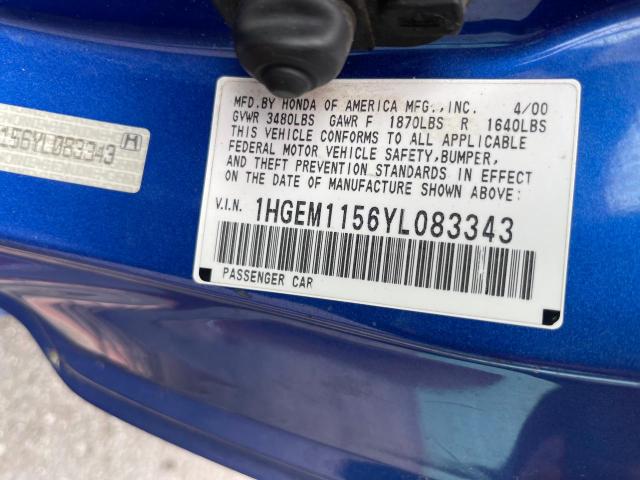 MFD.BY HONDA OF AMERICA MFG.,INC. 4/00
GVWR 3480LBS GAWR F 1870LBS R 1640LBS
THIS VEHICLE CONFORMS TO ALL APPLICABLE
FEDERAL MOTOR VEHICLE SAFETY,BUMPER,
AND THEFT PREVENTION STANDARDS IN EFFECT
ON THE DATE OF MANUFACTURE SHOWN ABOVE:
V.I.N. 1HGEM1156YL083343
PASSENGER CAR
156YL083343